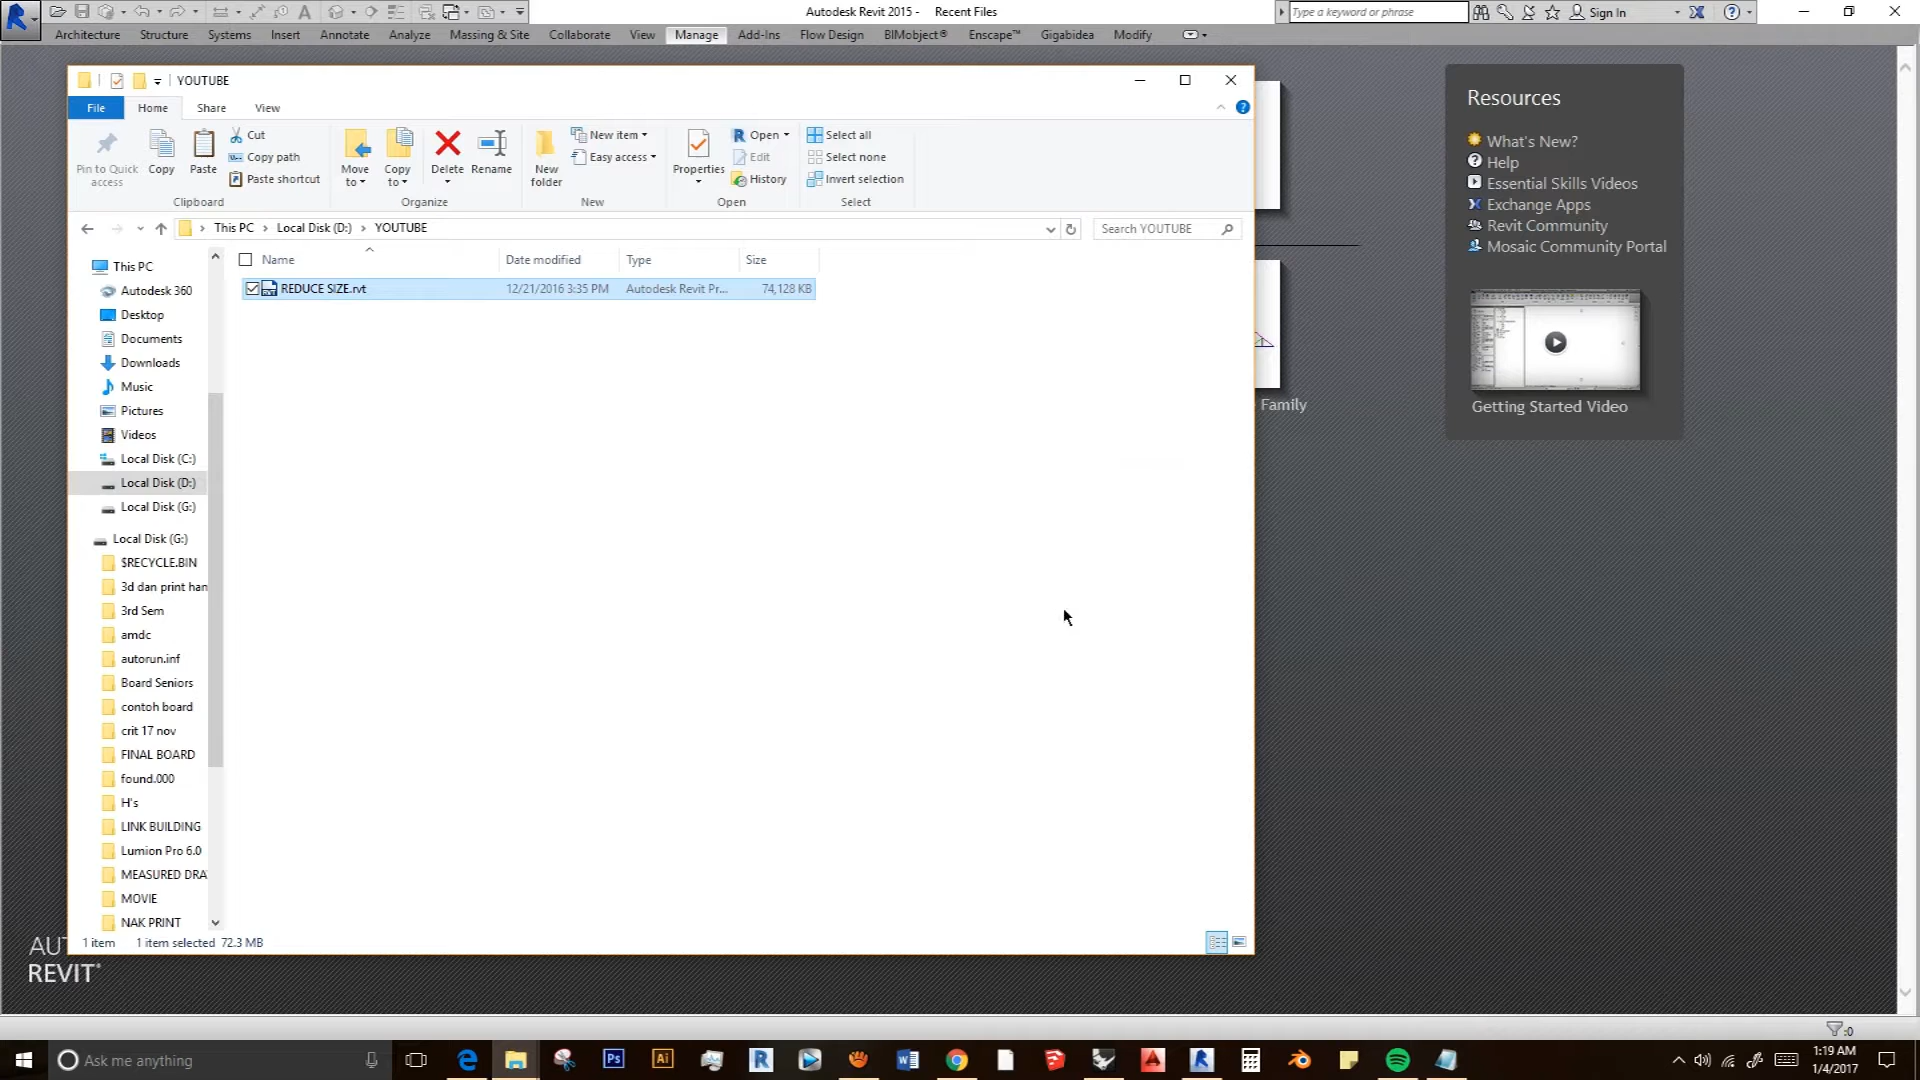 Autodesk Revit 2015 - Recent Files
Type a keyword or phrase
Sign In
Architecture Structure Systems Insert Annotate Analyze Massing & Site Collaborate View Manage Add-Ins Flow Design BIMobject® Enscape™ Gigabidea Modify
YOUTUBE
File Home Share View
Pin to Quick access
Copy
Paste
Cut
Copy path
Paste shortcut
Clipboard
Move to
Copy to
Delete
Rename
Organize
New folder
New item
Easy access
New
Properties
Open
Edit
History
Open
Select all
Select none
Invert selection
Select
This PC > Local Disk (D:) > YOUTUBE
Search YOUTUBE
Name Date modified Type Size
REDUCE SIZE.rvt 12/21/2016 3:35 PM Autodesk Revit Pr... 74,128 KB
This PC
Autodesk 360
Desktop
Documents
Downloads
Music
Pictures
Videos
Local Disk (C:)
Local Disk (D:)
Local Disk (G:)
Local Disk (G:)
$RECYCLE.BIN
3d dan print han
3rd Sem
amdc
autorun.inf
Board Seniors
contoh board
crit 17 nov
FINAL BOARD
found.000
H's
LINK BUILDING
Lumion Pro 6.0
MEASURED DRA
MOVIE
NAK PRINT
1 item 1 item selected 72.3 MB
Family
Resources
What's New?
Help
Essential Skills Videos
Exchange Apps
Revit Community
Mosaic Community Portal
Getting Started Video
AUT
REVIT®
:0
Ask me anything
Ps
Ai
1:19 AM
1/4/2017